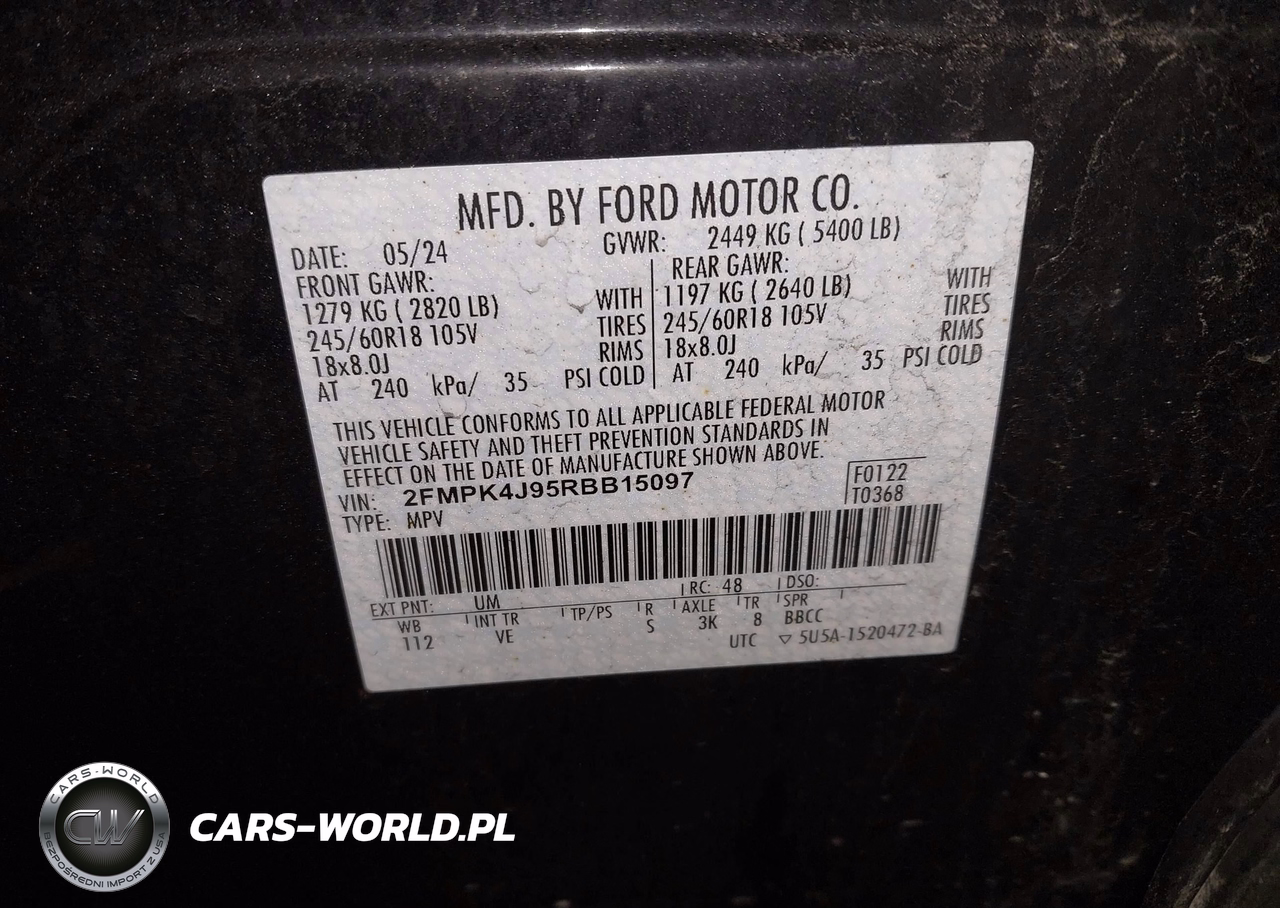 MFD. BY FORD MOTOR CO.
DATE: 05/24 GVWR: 2449 KG ( 5400 LB)
FRONT GAWR: REAR GAWR:
1279 KG ( 2820 LB) WITH 1197 KG ( 2640 LB) WITH
245/60R18 105V TIRES 245/60R18 105V TIRES
18x8.0J RIMS 18x8.0J RIMS
AT 240 kPa/ 35 PSI COLD AT 240 kPa/ 35 PSI COLD
THIS VEHICLE CONFORMS TO ALL APPLICABLE FEDERAL MOTOR
VEHICLE SAFETY AND THEFT PREVENTION STANDARDS IN
EFFECT ON THE DATE OF MANUFACTURE SHOWN ABOVE.
VIN: 2FMPK4J95RBB15097 F0122
TYPE: MPV T0368
EXT PNT: UM RC: 48 DSO:
WB INT TR TP/PS R AXLE TR SPR
112 VE S 3K 8 BBCC
UTC ▽ 5U5A-1520472-BA
CARS-WORLD
CW
BEZPOŚREDNI IMPORT Z USA
CARS-WORLD.PL